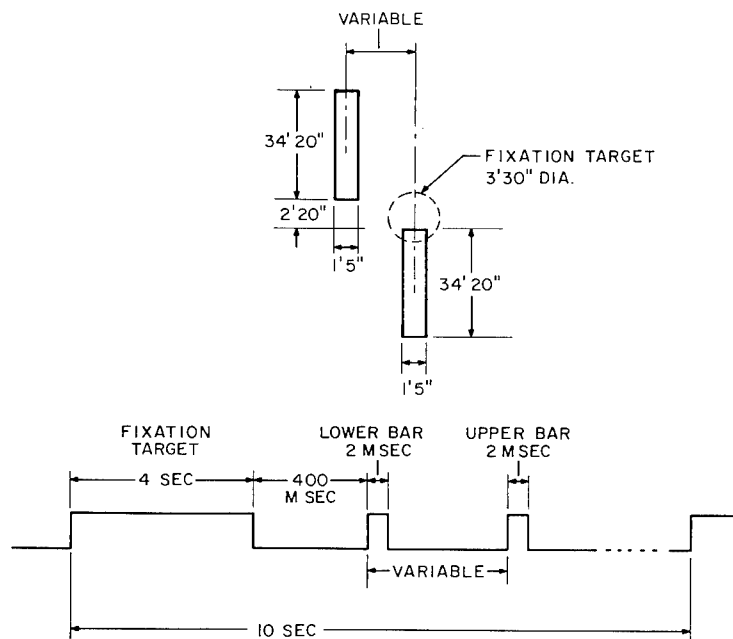 VARIABLE
34' 20"
FIXATION TARGET
3'30" DIA.
2'20"
1'5"
34' 20"
1'5"
FIXATION
TARGET
LOWER BAR
2 M SEC
UPPER BAR
2 M SEC
4 SEC
400
M SEC
VARIABLE
10 SEC